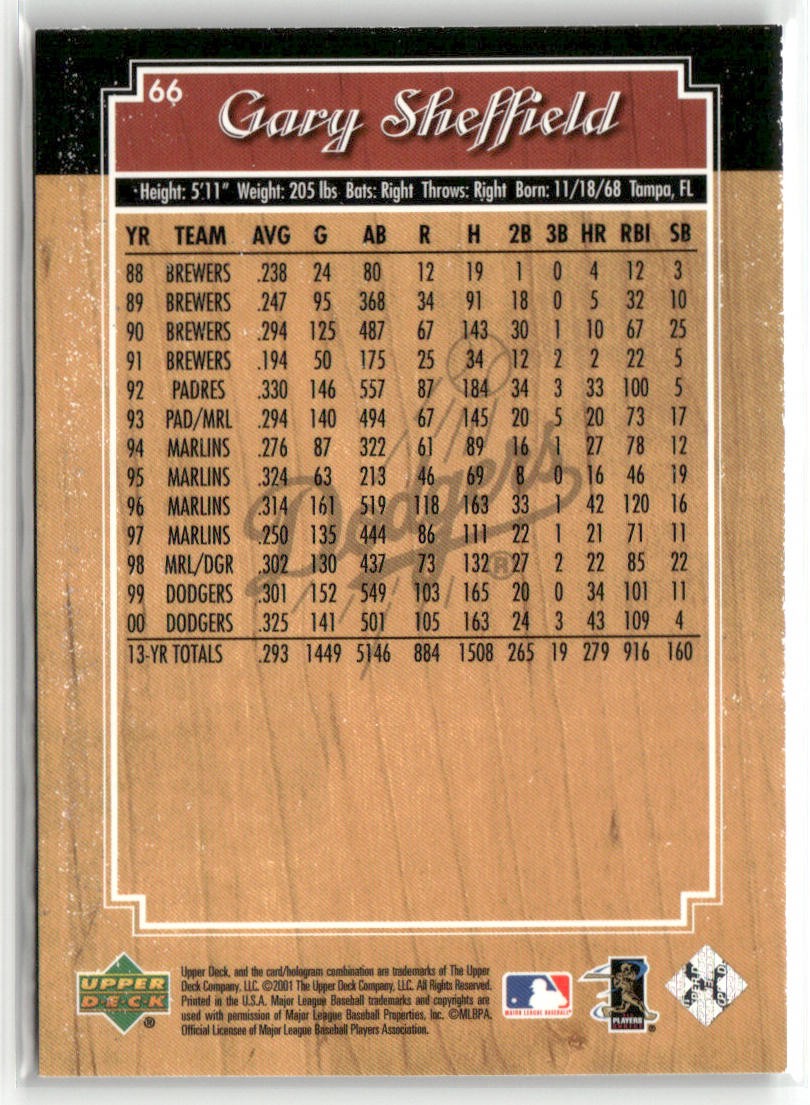 66
Gary Sheffield
Height: 5'11" Weight: 205 lbs Bats: Right Throws: Right Born: 11/18/68 Tampa, FL
YR TEAM AVG G AB R H 2B 3B HR RBI SB
88 BREWERS .238 24 80 12 19 1 0 4 12 3
89 BREWERS .247 95 368 34 91 18 0 5 32 10
90 BREWERS .294 125 487 67 143 30 1 10 67 25
91 BREWERS .194 50 175 25 34 12 2 2 22 5
92 PADRES .330 146 557 87 184 34 3 33 100 5
93 PAD/MRL .294 140 494 67 145 20 5 20 73 17
94 MARLINS .276 87 322 61 89 16 1 27 78 12
95 MARLINS .324 63 213 46 69 8 0 16 46 19
96 MARLINS .314 161 519 118 163 33 1 42 120 16
97 MARLINS .250 135 444 86 111 22 1 21 71 11
98 MRL/DGR .302 130 437 73 132 27 2 22 85 22
99 DODGERS .301 152 549 103 165 20 0 34 101 11
00 DODGERS .325 141 501 105 163 24 3 43 109 4
13-YR TOTALS .293 1449 5146 884 1508 265 19 279 916 160
Dodgers®
UPPER DECK®
Upper Deck, and the card/hologram combination are trademarks of The Upper
Deck Company, LLC. ©2001 The Upper Deck Company, LLC. All Rights Reserved.
Printed in the U.S.A. Major League Baseball trademarks and copyrights are
used with permission of Major League Baseball Properties, Inc. ©MLBPA.
Official Licensee of Major League Baseball Players Association.
MAJOR LEAGUE BASEBALL®
PLAYERS
CHOICE®